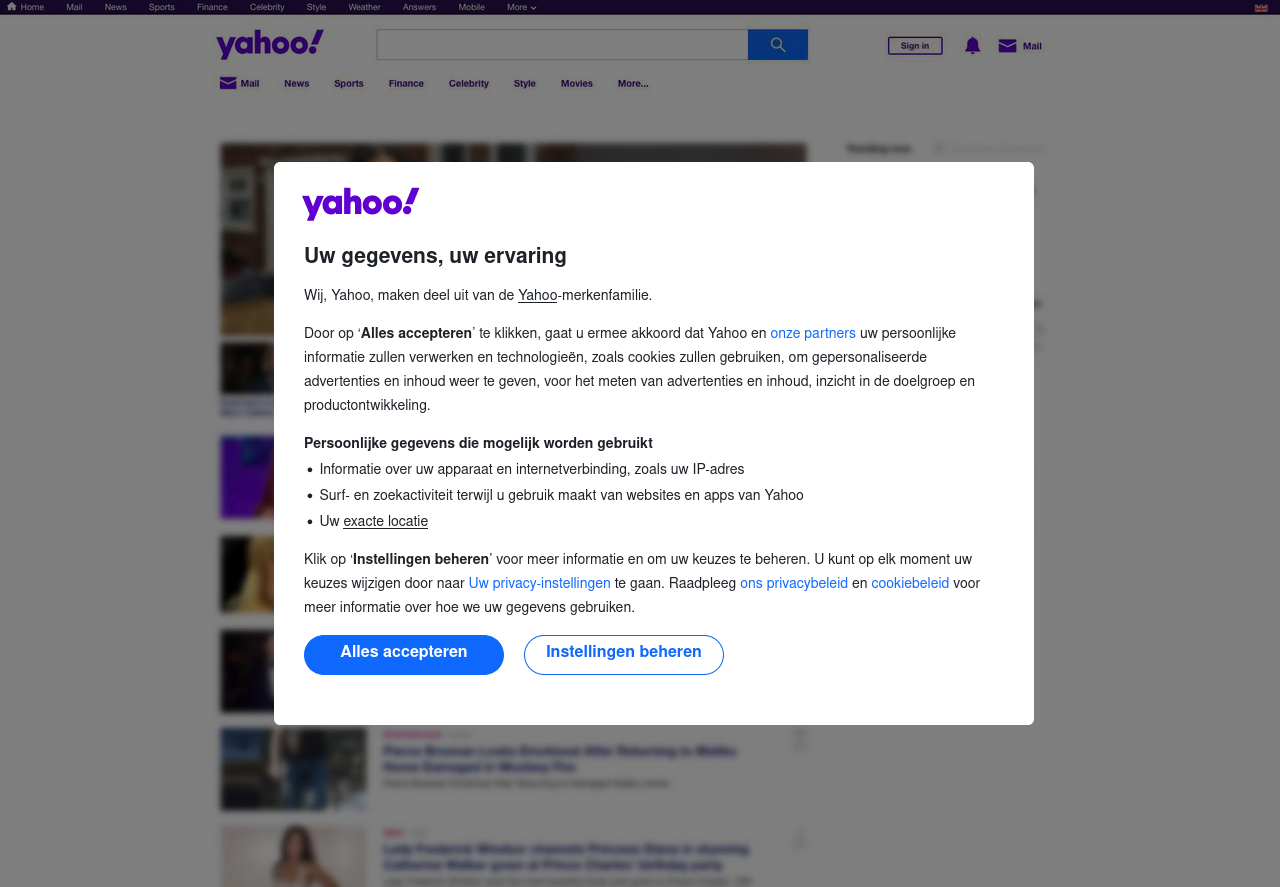 Home Mail News Sports Finance Celebrity Style Weather Answers Mobile More
yahoo!
Sign in
Mail
Mail News Sports Finance Celebrity Style Movies More...
Trending now
yahoo!
Uw gegevens, uw ervaring
Wij, Yahoo, maken deel uit van de Yahoo-merkenfamilie.
Door op ‘Alles accepteren’ te klikken, gaat u ermee akkoord dat Yahoo en onze partners uw persoonlijke
informatie zullen verwerken en technologieën, zoals cookies zullen gebruiken, om gepersonaliseerde
advertenties en inhoud weer te geven, voor het meten van advertenties en inhoud, inzicht in de doelgroep en
productontwikkeling.
Persoonlijke gegevens die mogelijk worden gebruikt
• Informatie over uw apparaat en internetverbinding, zoals uw IP-adres
• Surf- en zoekactiviteit terwijl u gebruik maakt van websites en apps van Yahoo
• Uw exacte locatie
Klik op ‘Instellingen beheren’ voor meer informatie en om uw keuzes te beheren. U kunt op elk moment uw
keuzes wijzigen door naar Uw privacy-instellingen te gaan. Raadpleeg ons privacybeleid en cookiebeleid voor
meer informatie over hoe we uw gegevens gebruiken.
Alles accepteren
Instellingen beheren
Pierce Brosnan Looks Emotional After Returning to Malibu
Home Damaged in Woolsey Fire
Lady Frederick Windsor channels Princess Diana in stunning
Catherine Walker gown at Prince Charles' birthday party